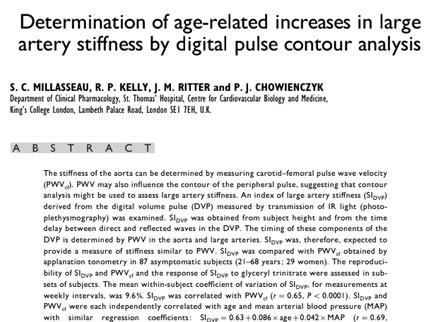 Determination of age-related increases in large
artery stiffness by digital pulse contour analysis
S. C. MILLASSEAU, R. P. KELLY, J. M. RITTER and P. J. CHOWIENCZYK
Department of Clinical Pharmacology, St. Thomas' Hospital, Centre for Cardiovascular Biology and Medicine,
King's College London, Lambeth Palace Road, London SE1 7EH, U.K.
A B S T R A C T
The stiffness of the aorta can be determined by measuring carotid–femoral pulse wave velocity
(PWVcf). PWV may also influence the contour of the peripheral pulse, suggesting that contour
analysis might be used to assess large artery stiffness. An index of large artery stiffness (SIDVP)
derived from the digital volume pulse (DVP) measured by transmission of IR light (photo-
plethysmography) was examined. SIDVP was obtained from subject height and from the time
delay between direct and reflected waves in the DVP. The timing of these components of the
DVP is determined by PWV in the aorta and large arteries. SIDVP was, therefore, expected to
provide a measure of stiffness similar to PWV. SIDVP was compared with PWVcf obtained by
applanation tonometry in 87 asymptomatic subjects (21–68 years; 29 women). The reproduci-
bility of SIDVP and PWVcf and the response of SIDVP to glyceryl trinitrate were assessed in sub-
sets of subjects. The mean within-subject coefficient of variation of SIDVP, for measurements at
weekly intervals, was 9.6%. SIDVP was correlated with PWVcf (r = 0.65, P < 0.0001). SIDVP and
PWVcf were each independently correlated with age and mean arterial blood pressure (MAP)
with similar regression coefficients: SIDVP = 0.63+0.086×age+0.042×MAP (r = 0.69,